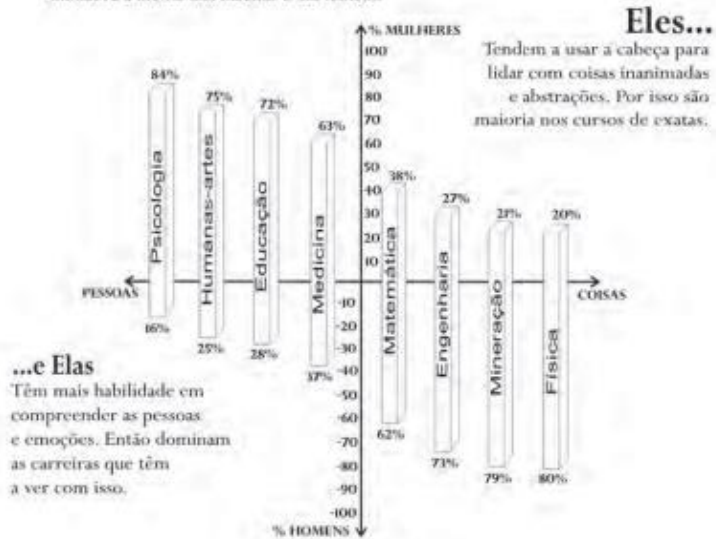 Eles...
Tendem a usar a cabeça para
lidar com coisas inanimadas
e abstrações. Por isso são
maioria nos cursos de exatas.
% MULHERES
100
90
80
70
60
50
40
30
20
10
-10
-20
-30
-40
-50
-60
-70
-80
-90
-100
% HOMENS
PESSOAS
COISAS
84%
Psicologia
16%
75%
Humanas-artes
25%
72%
Educação
28%
63%
Medicina
37%
38%
Matemática
62%
27%
Engenharia
73%
21%
Mineração
79%
20%
Física
80%
...e Elas
Têm mais habilidade em
compreender as pessoas
e emoções. Então dominam
as carreiras que têm
a ver com isso.